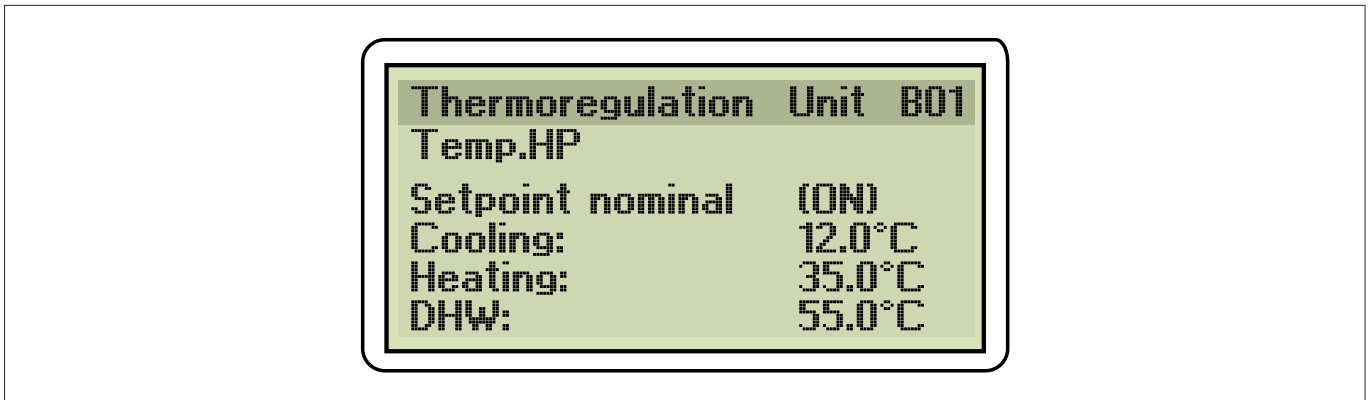 Thermoregulation Unit B01
Temp.HP
Setpoint nominal (ON)
Cooling: 12.0°C
Heating: 35.0°C
DHW: 55.0°C